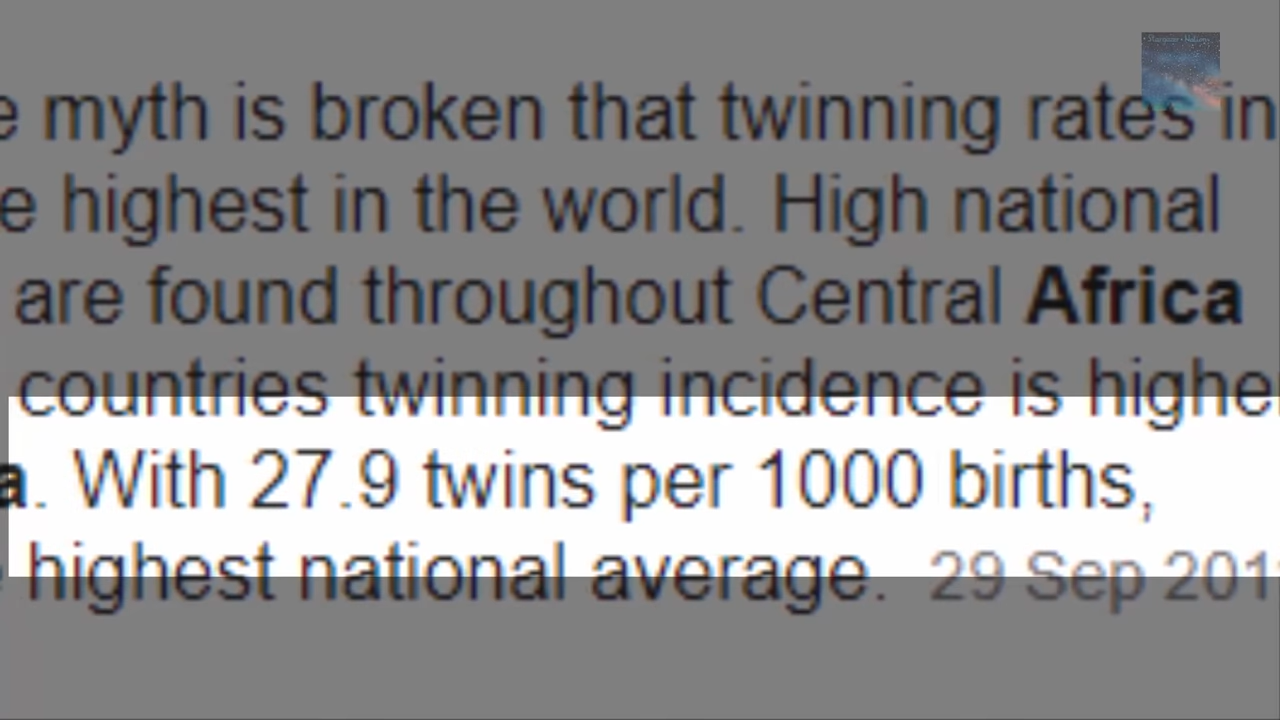 myth is broken that twinning rates in
highest in the world. High national
are found throughout Central Africa
countries twinning incidence is highe
a. With 27.9 twins per 1000 births,
highest national average. 29 Sep 201